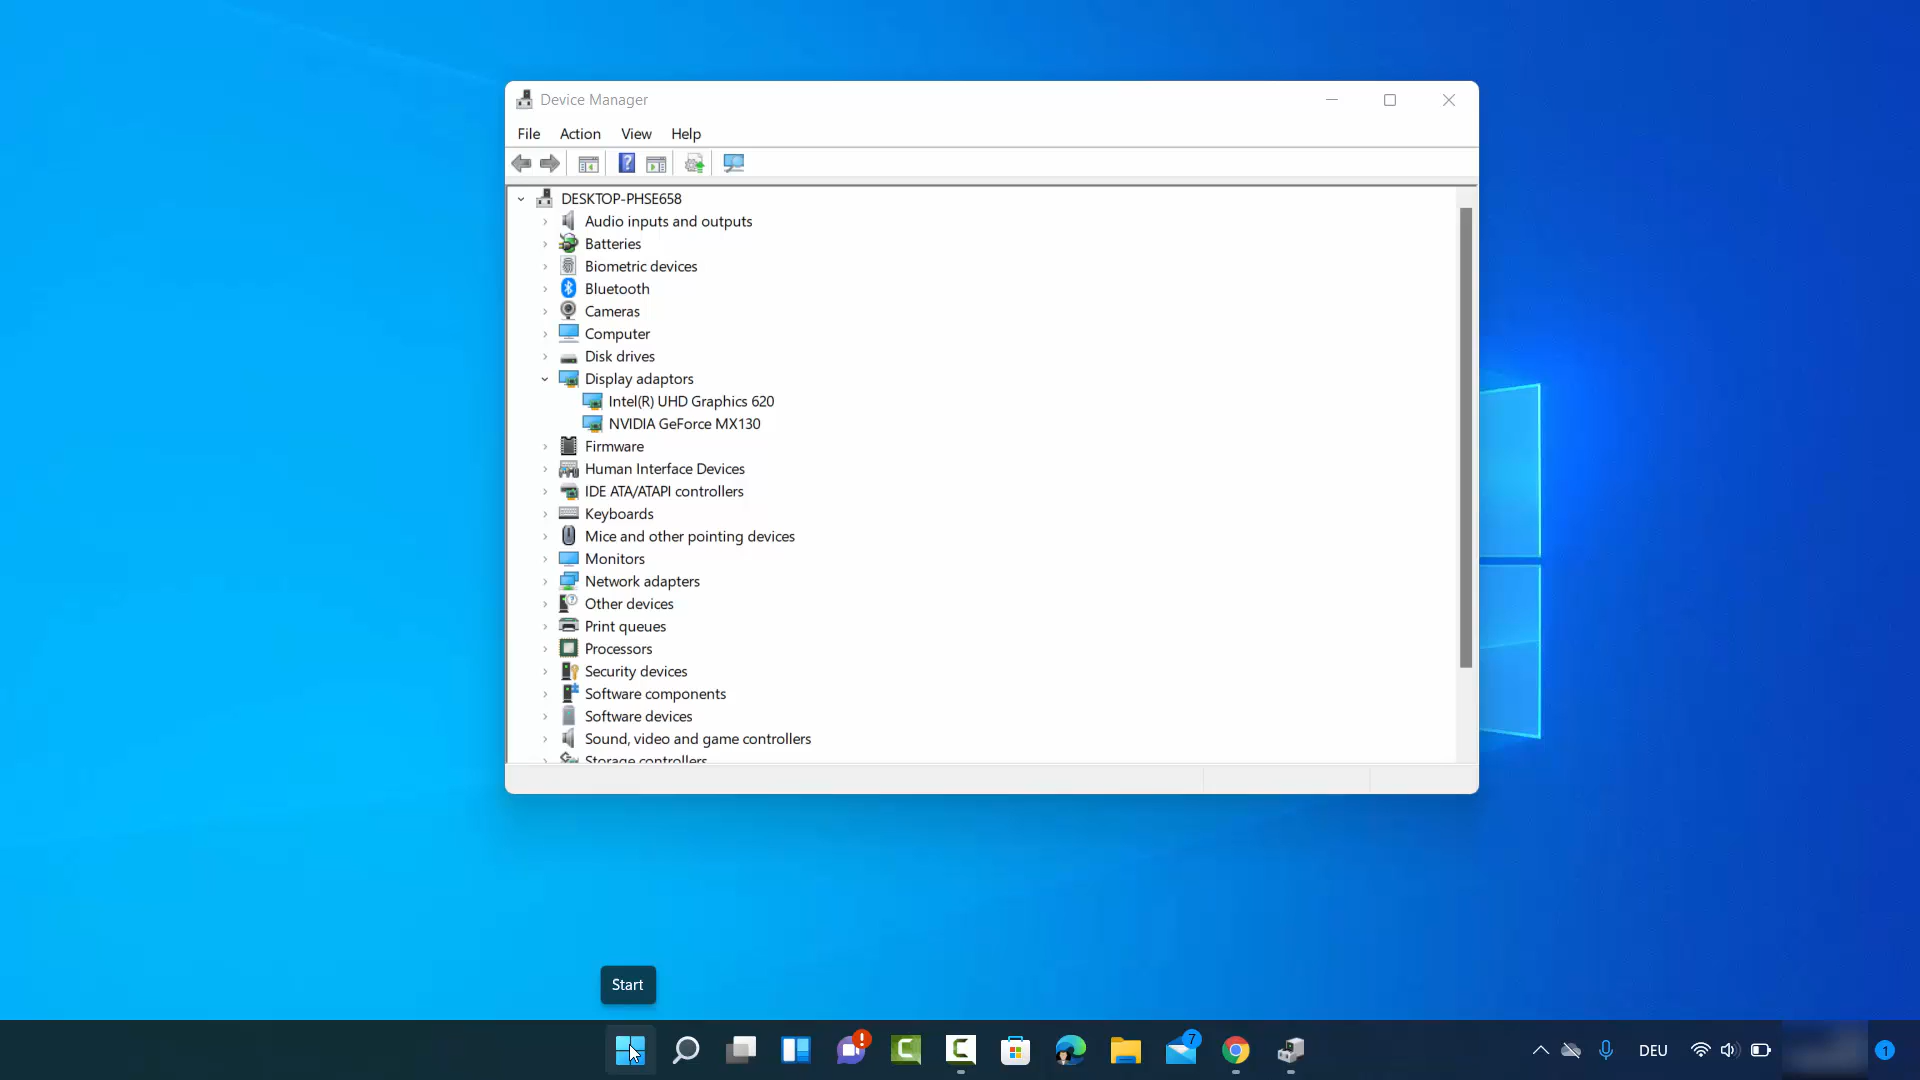 Device Manager
File Action View Help
DESKTOP-PHSE658
Audio inputs and outputs
Batteries
Biometric devices
Bluetooth
Cameras
Computer
Disk drives
Display adaptors
Intel(R) UHD Graphics 620
NVIDIA GeForce MX130
Firmware
Human Interface Devices
IDE ATA/ATAPI controllers
Keyboards
Mice and other pointing devices
Monitors
Network adapters
Other devices
Print queues
Processors
Security devices
Software components
Software devices
Sound, video and game controllers
Storage controllers
Start
7
DEU
1